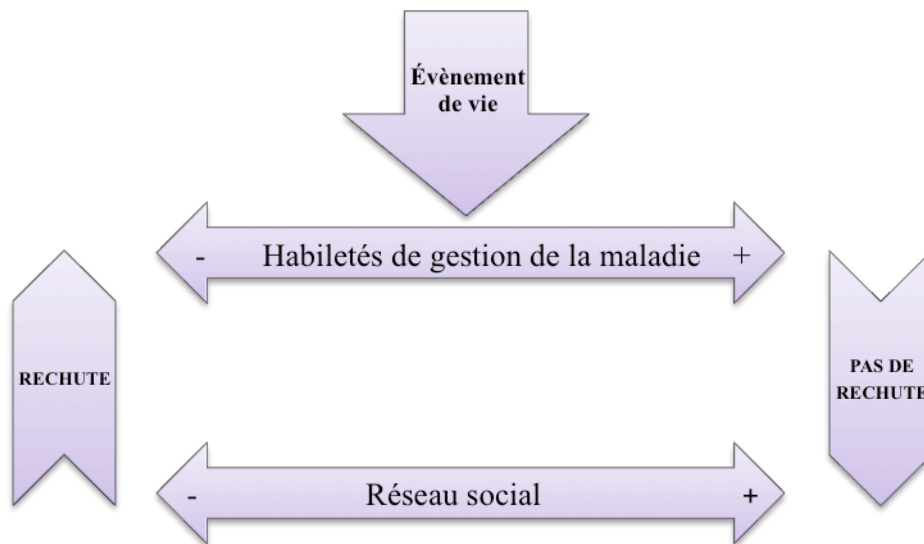 Évènement
de vie
- Habiletés de gestion de la maladie +
RECHUTE
PAS DE
RECHUTE
- Réseau social +